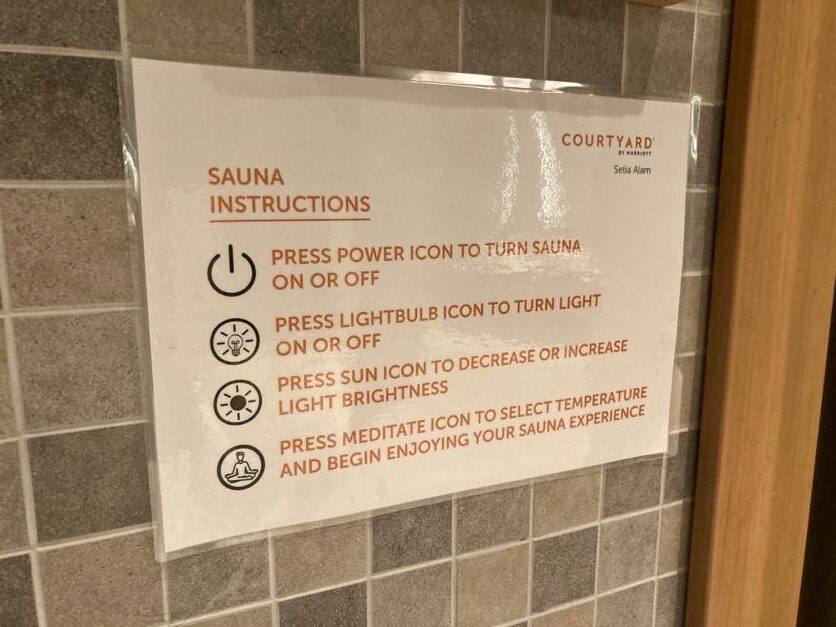 COURTYARD
BY MARRIOTT
Setia Alam
SAUNA
INSTRUCTIONS
PRESS POWER ICON TO TURN SAUNA
ON OR OFF
PRESS LIGHTBULB ICON TO TURN LIGHT
ON OR OFF
PRESS SUN ICON TO DECREASE OR INCREASE
LIGHT BRIGHTNESS
PRESS MEDITATE ICON TO SELECT TEMPERATURE
AND BEGIN ENJOYING YOUR SAUNA EXPERIENCE